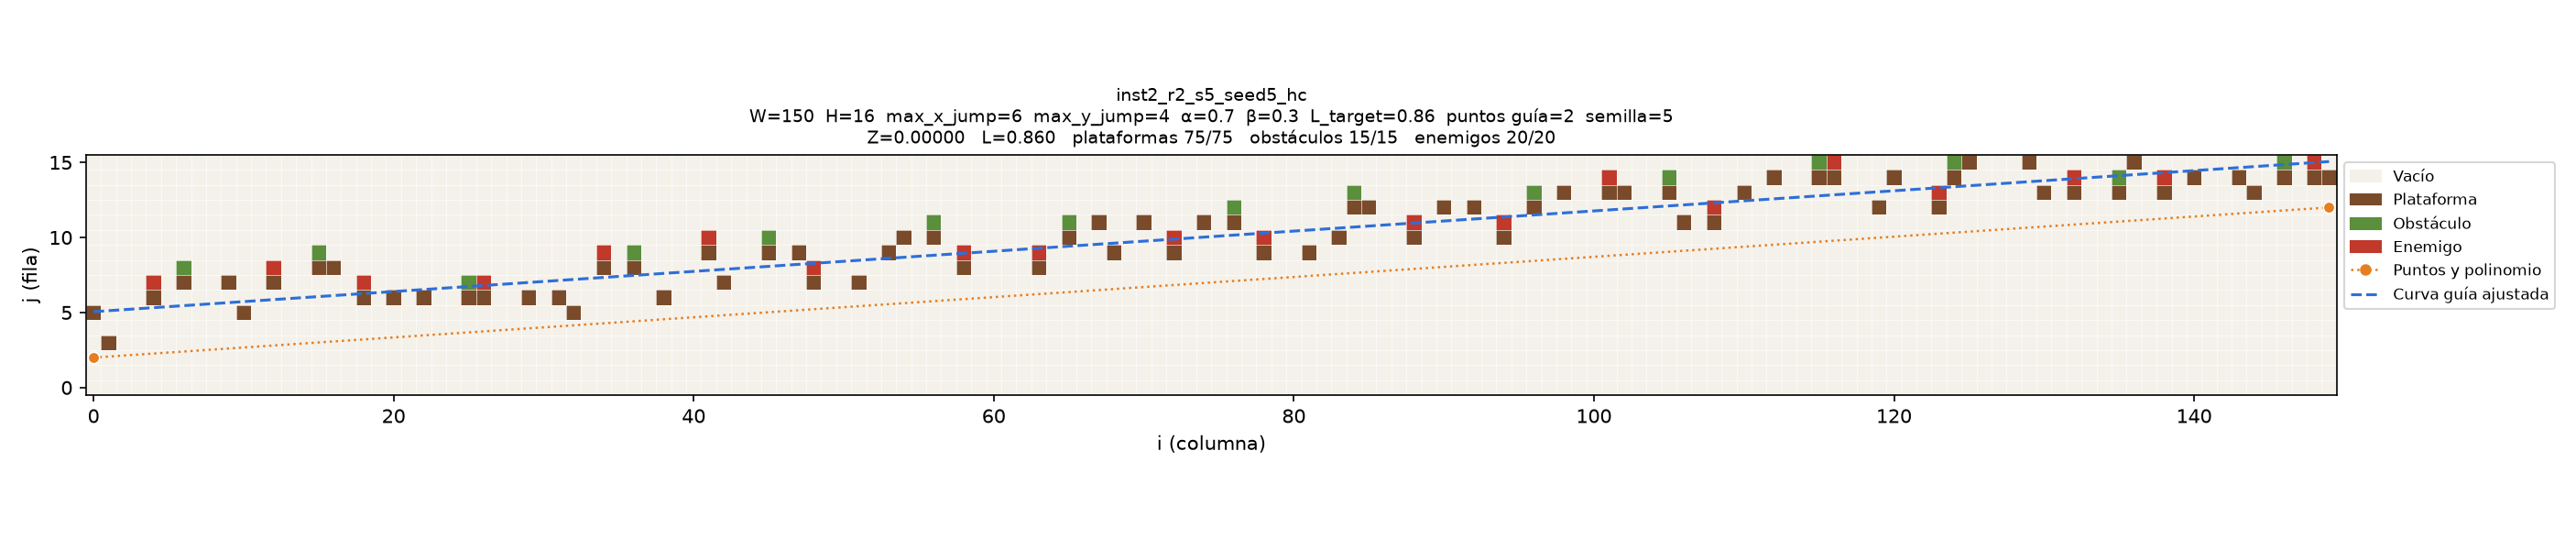 inst2_r2_s5_seed5_hc
W=150 H=16 max_x_jump=6 max_y_jump=4 α=0.7 β=0.3 L_target=0.86 puntos guía=2 semilla=5
Z=0.00000 L=0.860 plataformas 75/75 obstáculos 15/15 enemigos 20/20
15
10
5
0
j (fila)
0 20 40 60 80 100 120 140
i (columna)
Vacío
Plataforma
Obstáculo
Enemigo
Puntos y polinomio
Curva guía ajustada